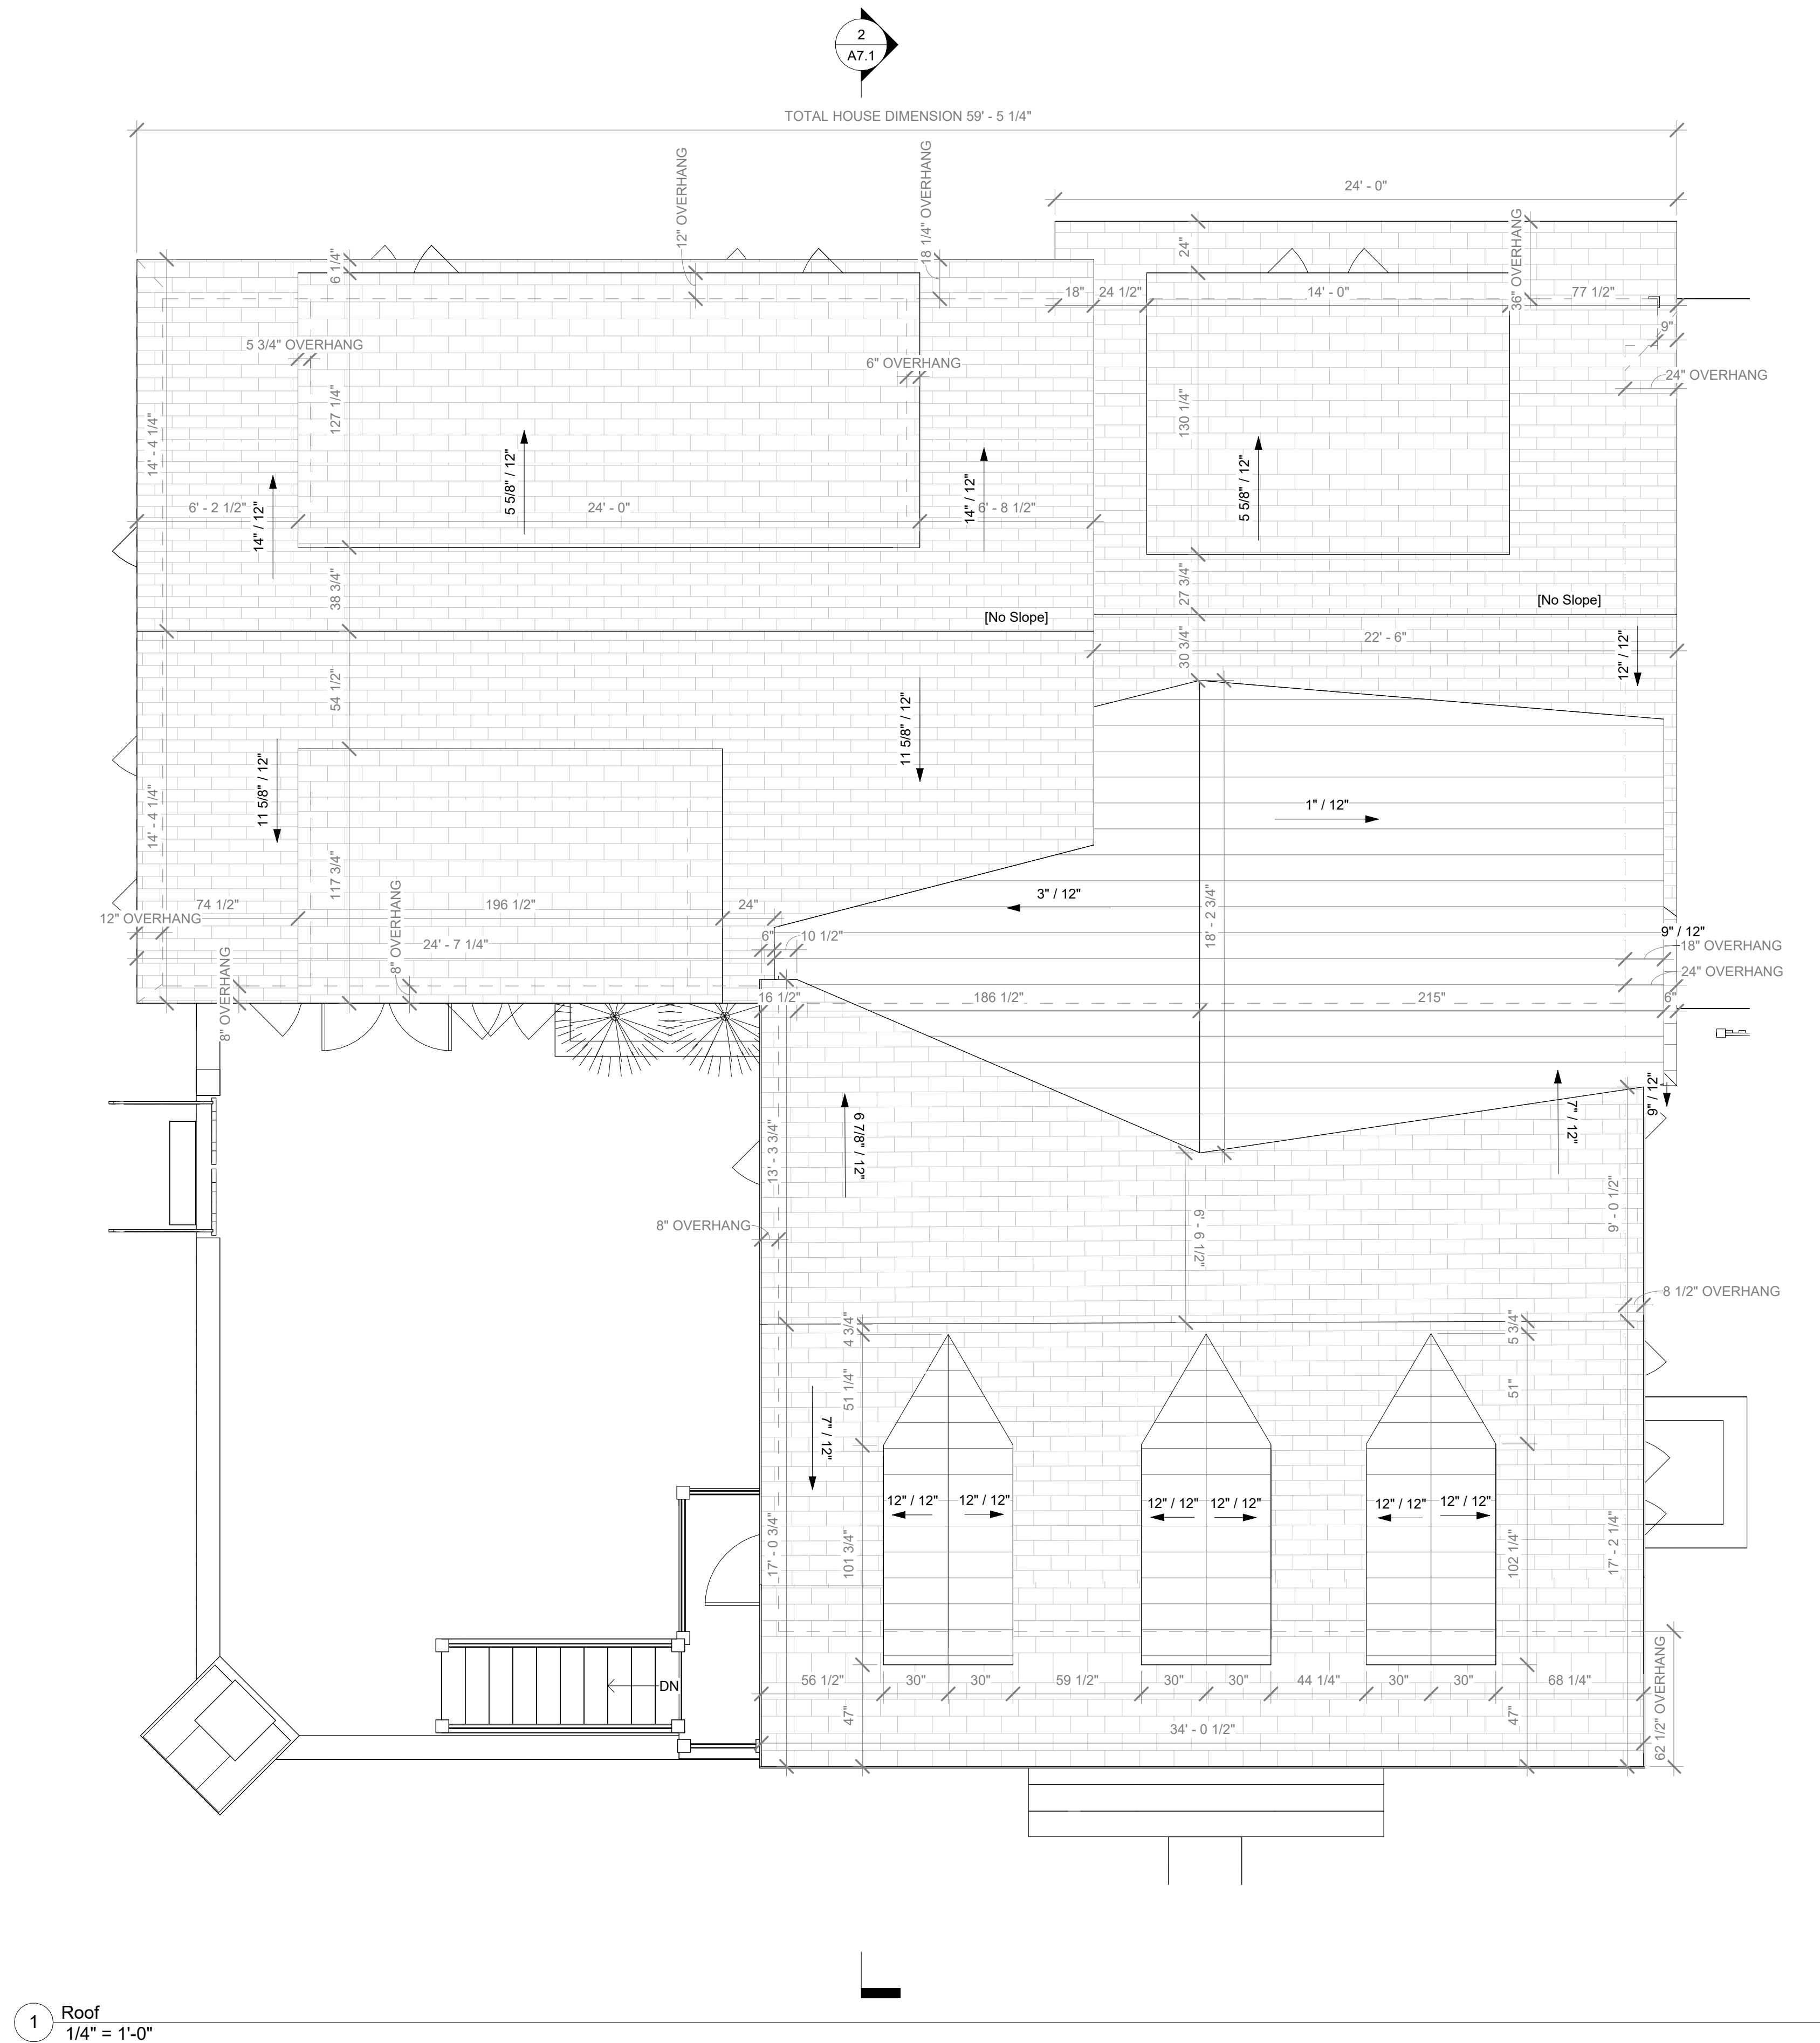 2
A7.1
TOTAL HOUSE DIMENSION 59' - 5 1/4"
24' - 0"
12" OVERHANG
18 1/4" OVERHANG
36" OVERHANG
6 1/4"
24"
18"
24 1/2"
14' - 0"
77 1/2"
9"
5 3/4" OVERHANG
6" OVERHANG
24" OVERHANG
14' - 4 1/4"
127 1/4"
130 1/4"
5 5/8" / 12"
5 5/8" / 12"
6' - 2 1/2"
14" / 12"
24' - 0"
14" / 12"
6' - 8 1/2"
38 3/4"
27 3/4"
[No Slope]
[No Slope]
30 3/4"
22' - 6"
12" / 12"
54 1/2"
11 5/8" / 12"
11 5/8" / 12"
14' - 4 1/4"
1" / 12"
117 3/4"
3" / 12"
18' - 2 3/4"
74 1/2"
196 1/2"
24"
12" OVERHANG
8" OVERHANG
9" / 12"
24' - 7 1/4"
6"
10 1/2"
18" OVERHANG
8" OVERHANG
24" OVERHANG
16 1/2"
186 1/2"
215"
6"
13' - 3 3/4"
6 7/8" / 12"
7" / 12"
9" / 12"
8" OVERHANG
6' - 6 1/2"
9' - 0 1/2"
8 1/2" OVERHANG
4 3/4"
5 3/4"
51 1/4"
51"
7" / 12"
12" / 12"
12" / 12"
12" / 12"
12" / 12"
12" / 12"
12" / 12"
17' - 0 3/4"
101 3/4"
102 1/4"
17' - 2 1/4"
DN
56 1/2"
30"
30"
59 1/2"
30"
30"
44 1/4"
30"
30"
68 1/4"
62 1/2" OVERHANG
47"
47"
34' - 0 1/2"
1
Roof
1/4" = 1'-0"